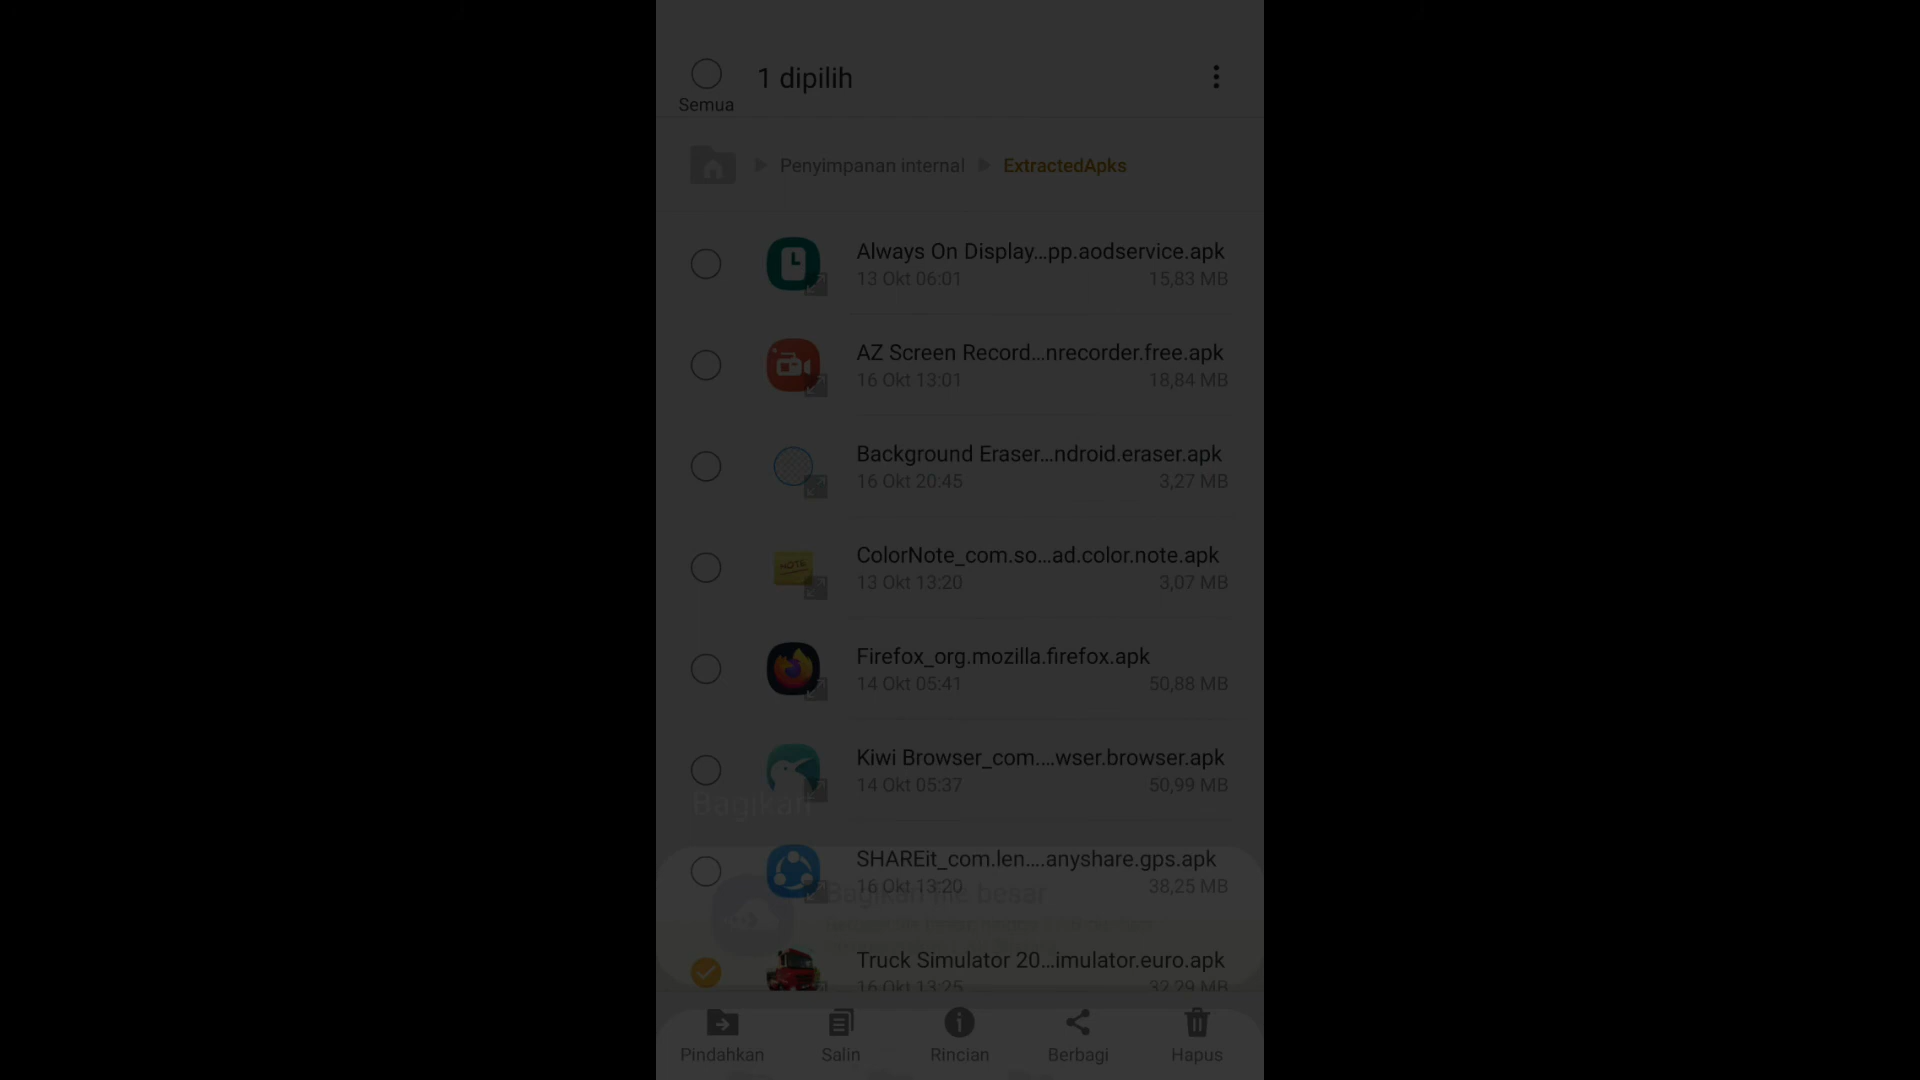 Semua
1 dipilih
Penyimpanan internal
ExtractedApks
Always On Display...pp.aodservice.apk
13 Okt 06:01
15,83 MB
AZ Screen Record...nrecorder.free.apk
16 Okt 13:01
18,84 MB
Background Eraser...ndroid.eraser.apk
16 Okt 20:45
3,27 MB
ColorNote_com.so...ad.color.note.apk
13 Okt 13:20
3,07 MB
NOTE
Firefox_org.mozilla.firefox.apk
14 Okt 05:41
50,88 MB
Kiwi Browser_com....wser.browser.apk
14 Okt 05:37
50,99 MB
Bagikan
SHAREit_com.len....anyshare.gps.apk
16 Okt 13:20
38,25 MB
Bagikan file besar
Truck Simulator 20...imulator.euro.apk
16 Okt 13:25
32,29 MB
Pindahkan
Salin
Rincian
Berbagi
Hapus